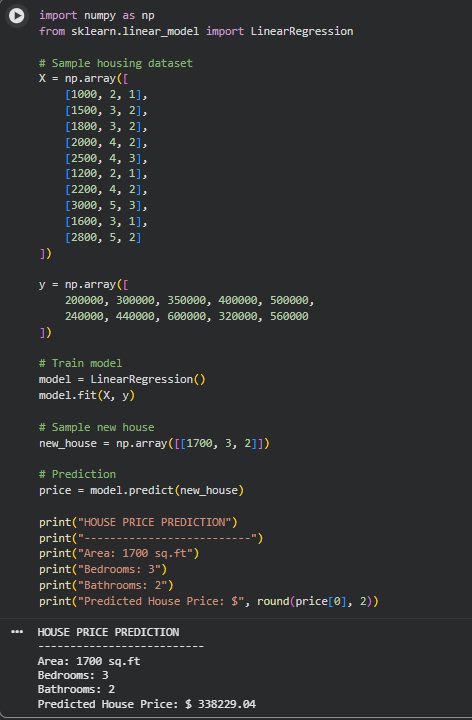 import numpy as np
from sklearn.linear_model import LinearRegression

# Sample housing dataset
X = np.array([
    [1000, 2, 1],
    [1500, 3, 2],
    [1800, 3, 2],
    [2000, 4, 2],
    [2500, 4, 3],
    [1200, 2, 1],
    [2200, 4, 2],
    [3000, 5, 3],
    [1600, 3, 1],
    [2800, 5, 2]
])

y = np.array([
    200000, 300000, 350000, 400000, 500000,
    240000, 440000, 600000, 320000, 560000
])

# Train model
model = LinearRegression()
model.fit(X, y)

# Sample new house
new_house = np.array([[1700, 3, 2]])

# Prediction
price = model.predict(new_house)

print("HOUSE PRICE PREDICTION")
print("--------------------------")
print("Area: 1700 sq.ft")
print("Bedrooms: 3")
print("Bathrooms: 2")
print("Predicted House Price: $", round(price[0], 2))

HOUSE PRICE PREDICTION
--------------------------
Area: 1700 sq.ft
Bedrooms: 3
Bathrooms: 2
Predicted House Price: $ 338229.04